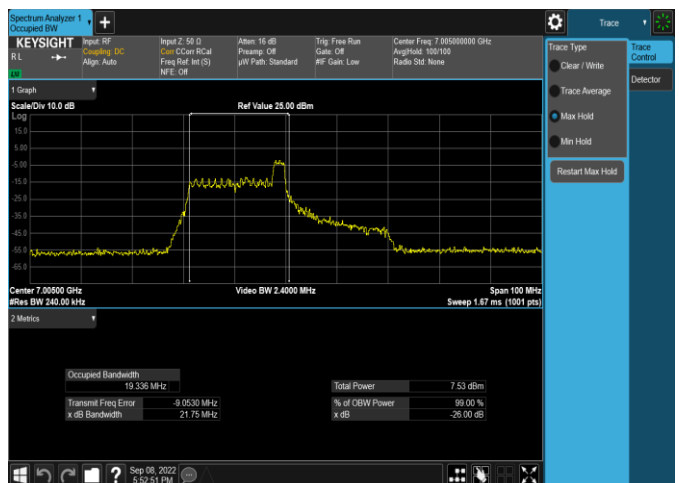 Spectrum Analyzer 1
Occupied BW
Trace
KEYSIGHT
R L
LXI
Input: RF
Coupling: DC
Align: Auto
Input Z: 50 Ω
Corr CCorr RCal
Freq Ref: Int (S)
NFE: Off
Atten: 16 dB
Preamp: Off
µW Path: Standard
Trig: Free Run
Gate: Off
#IF Gain: Low
Center Freq: 7.005000000 GHz
Avg|Hold: 100/100
Radio Std: None
Trace Type
Clear / Write
Trace Average
Max Hold
Min Hold
Restart Max Hold
Trace
Control
Detector
1 Graph
Scale/Div 10.0 dB
Ref Value 25.00 dBm
Log
15.0
5.00
-5.00
-15.0
-25.0
-35.0
-45.0
-55.0
-65.0
Center 7.00500 GHz
Video BW 2.4000 MHz
Span 100 MHz
#Res BW 240.00 kHz
Sweep 1.67 ms (1001 pts)
2 Metrics
Occupied Bandwidth
19.336 MHz
Total Power 7.53 dBm
Transmit Freq Error -9.0530 MHz
% of OBW Power 99.00 %
x dB Bandwidth 21.75 MHz
x dB -26.00 dB
Sep 08, 2022
5:52:51 PM